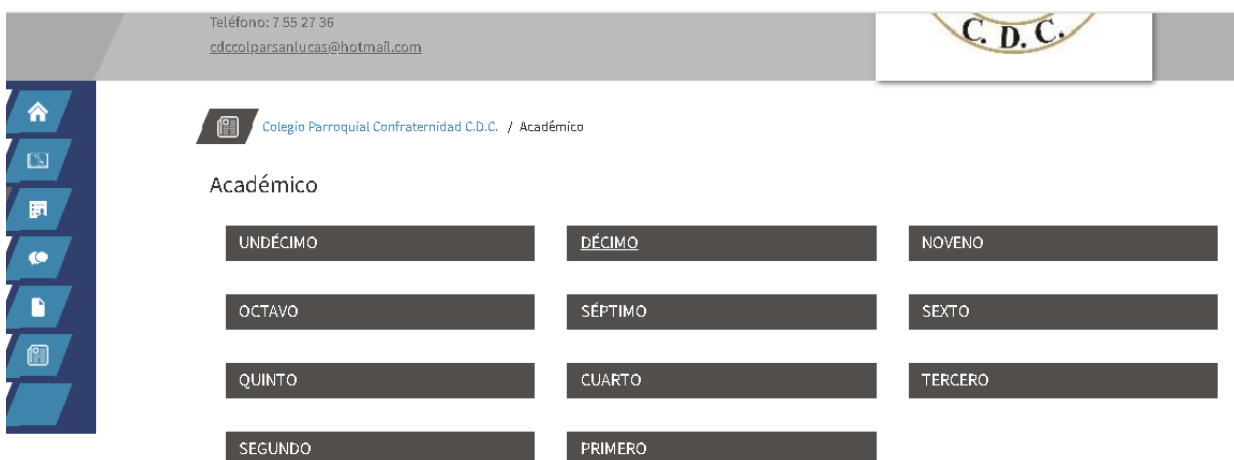 Teléfono: 7 55 27 36
cdccolparsanlucas@hotmail.com
C. D. C.
Colegio Parroquial Confraternidad C.D.C. / Académico
Académico
UNDÉCIMO DÉCIMO NOVENO
OCTAVO SÉPTIMO SEXTO
QUINTO CUARTO TERCERO
SEGUNDO PRIMERO